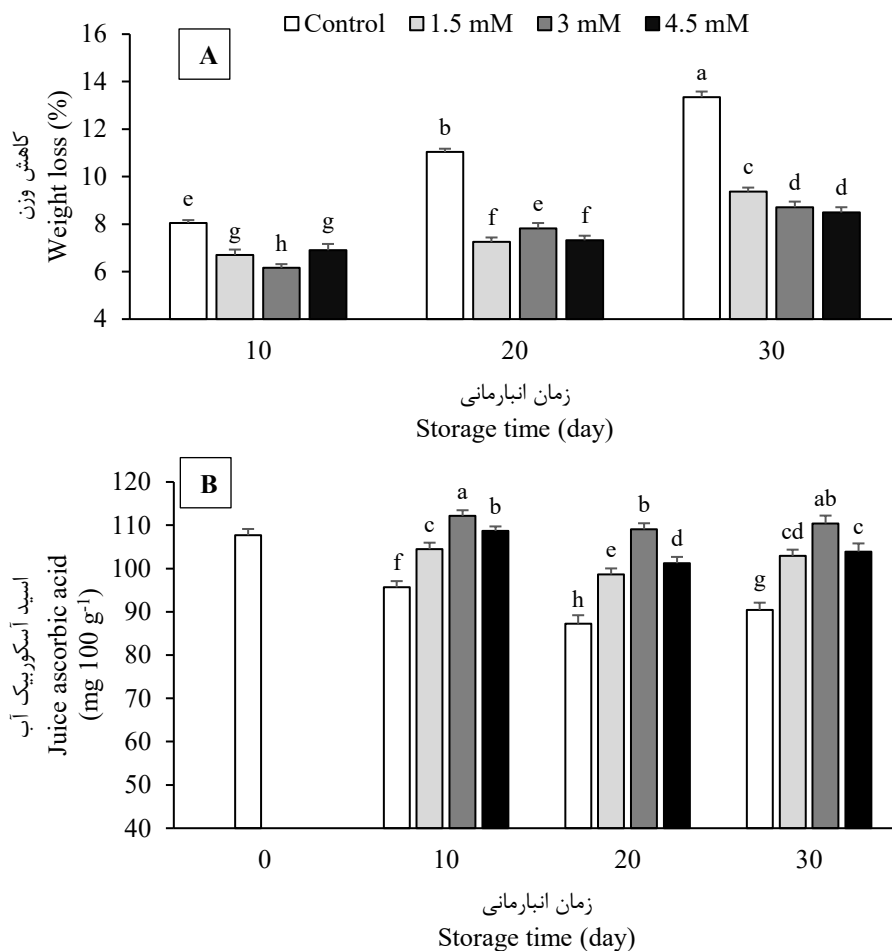 Control 1.5 mM 3 mM 4.5 mM
A
16
14
12
10
8
6
4
کاهش وزن
Weight loss (%)
e g h g
b f e f
a c d d
10 20 30
زمان انبارمانی
Storage time (day)
B
120
110
100
90
80
70
60
50
40
اسید آسکوربیک آب
Juice ascorbic acid
(mg 100 g⁻¹)
f c a b
h e b d
g cd ab c
0 10 20 30
زمان انبارمانی
Storage time (day)